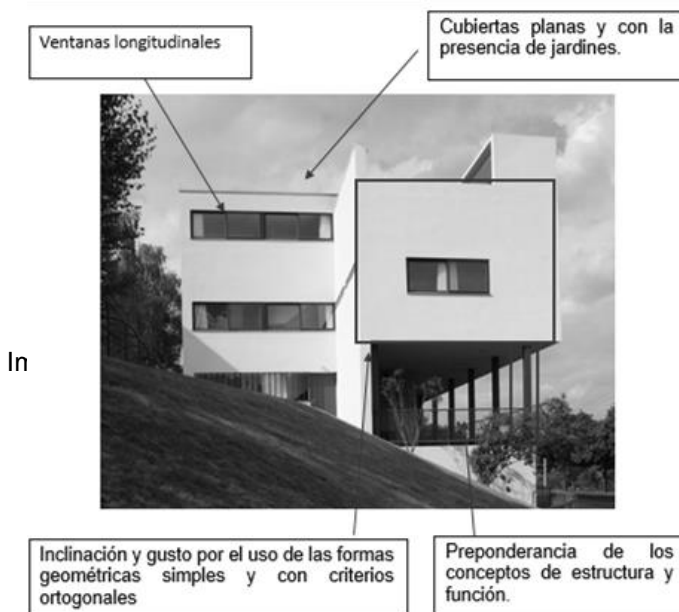 Ventanas longitudinales
Cubiertas planas y con la
presencia de jardines.
In
Inclinación y gusto por el uso de las formas
geométricas simples y con criterios
ortogonales
Preponderancia de los
conceptos de estructura y
función.